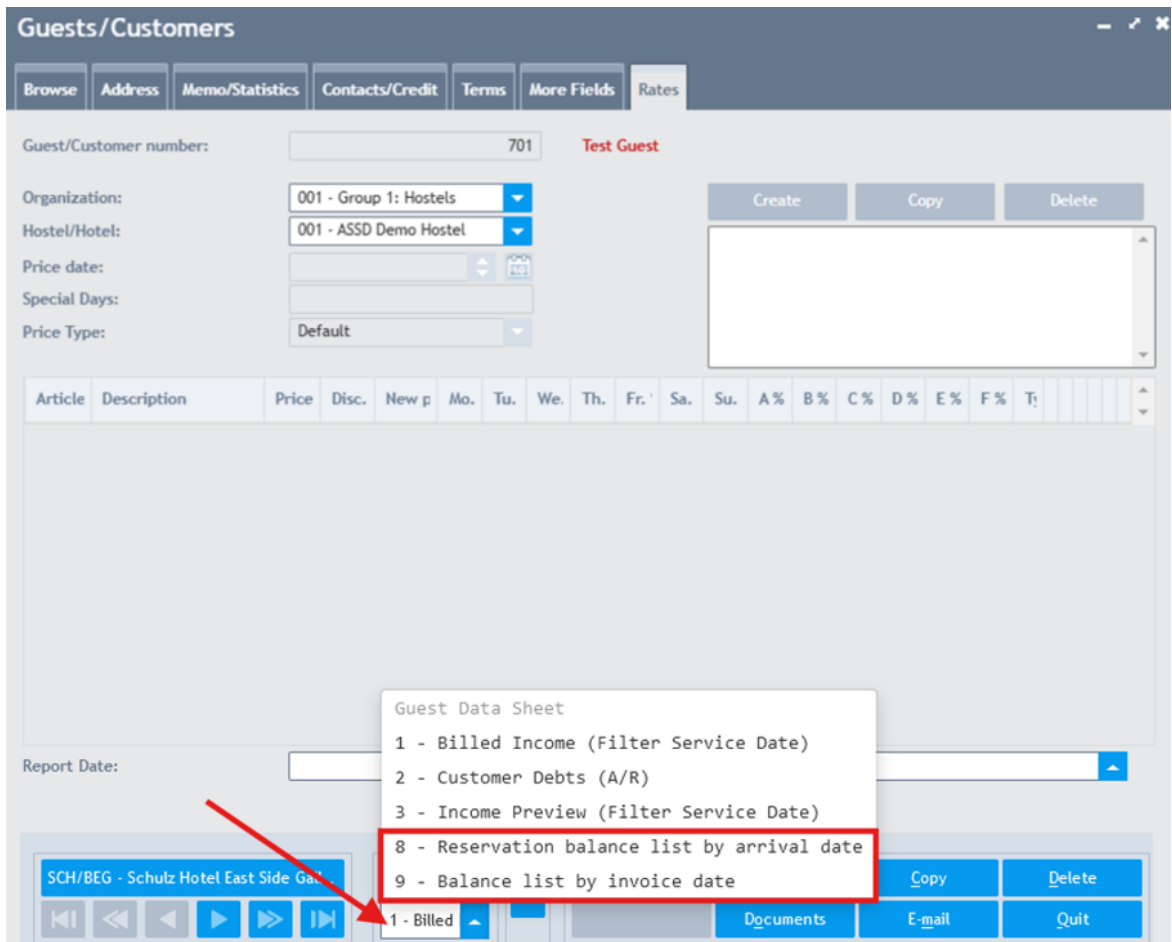 Guests/Customers
Browse Address Memo/Statistics Contacts/Credit Terms More Fields Rates
Guest/Customer number: 701 Test Guest
Organization: 001 - Group 1: Hostels Create Copy Delete
Hostel/Hotel: 001 - ASSD Demo Hostel
Price date:
Special Days:
Price Type: Default
Article Description Price Disc. New p Mo. Tu. We. Th. Fr. Sa. Su. A % B % C % D % E % F %
Guest Data Sheet
1 - Billed Income (Filter Service Date)
Report Date:
2 - Customer Debts (A/R)
3 - Income Preview (Filter Service Date)
8 - Reservation balance list by arrival date
9 - Balance list by invoice date
SCH/BEG - Schulz Hotel East Side Copy Delete
1 - Billed Documents E-mail Quit